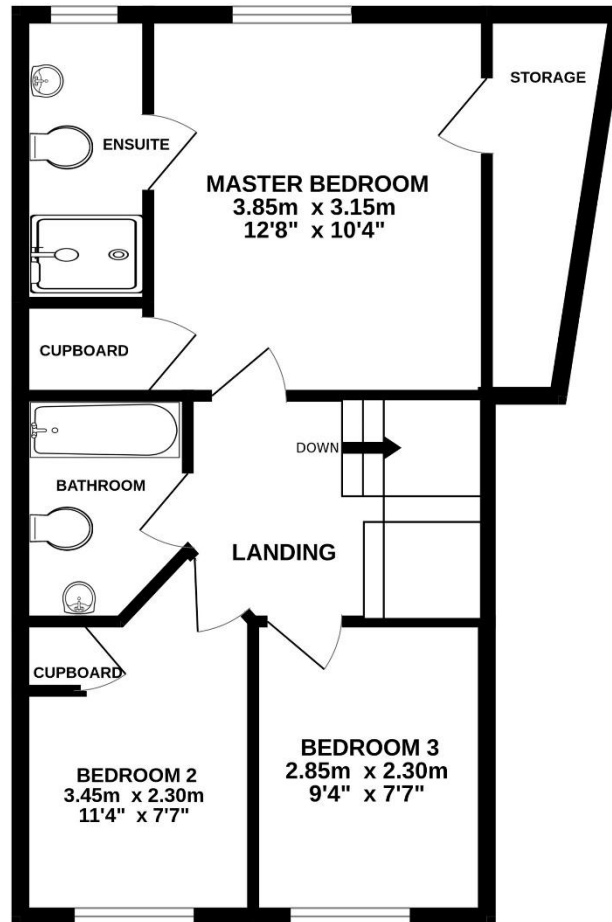 STORAGE
ENSUITE
MASTER BEDROOM
3.85m x 3.15m
12'8" x 10'4"
CUPBOARD
DOWN
BATHROOM
LANDING
CUPBOARD
BEDROOM 2
3.45m x 2.30m
11'4" x 7'7"
BEDROOM 3
2.85m x 2.30m
9'4" x 7'7"